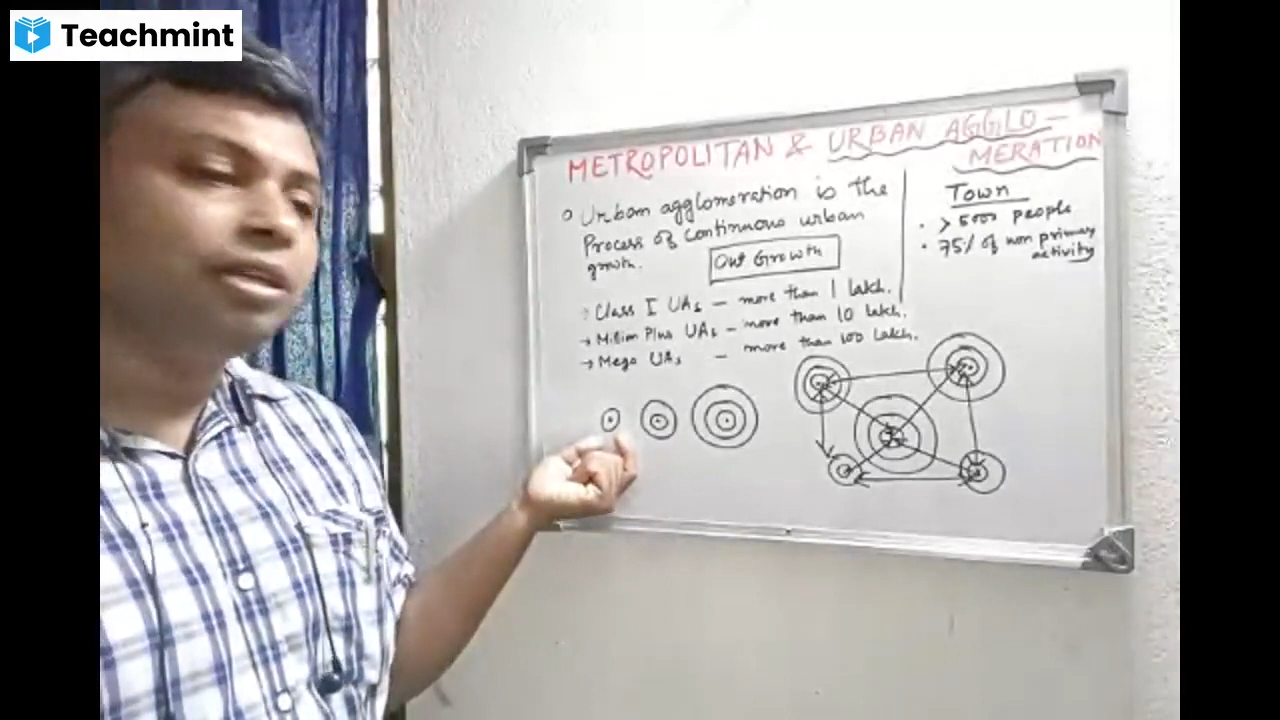 Teachmint
METROPOLITAN & URBAN AGGLO-
MERATION
○ Urban agglomeration is the
Process of continuous urban
growth.
Out Growth
→ Class I UAs – more than 1 lakh.
→ Million Plus UAs – more than 10 lakh.
→ Mega UAs – more than 100 lakh.
Town
· > 5000 people
· 75% of non primary
activity